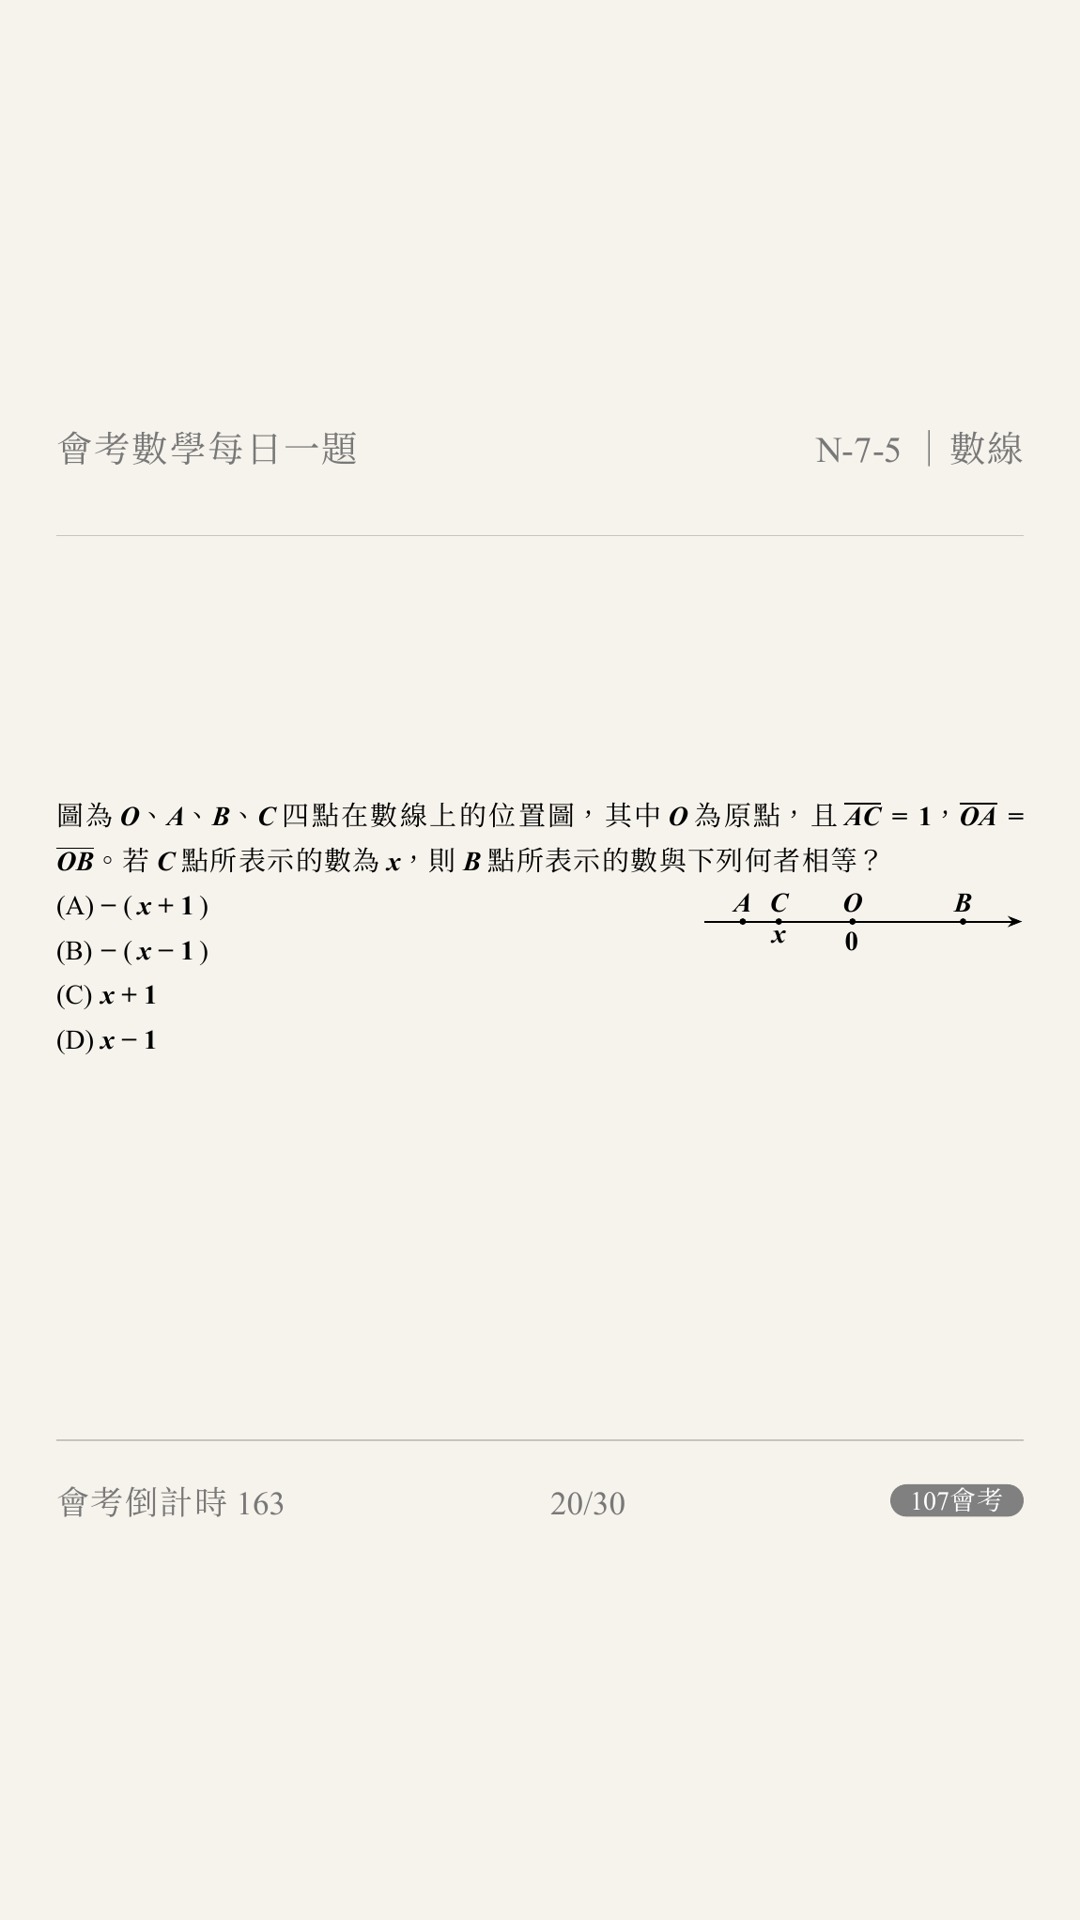 會考數學每日一題
N-7-5｜數線
圖為 O、A、B、C 四點在數線上的位置圖，其中 O 為原點，且 AC = 1，OA =
OB。若 C 點所表示的數為 x，則 B 點所表示的數與下列何者相等？
(A) − ( x + 1 )
(B) − ( x − 1 )
(C) x + 1
(D) x − 1
A C O B
x 0
會考倒計時 163
20/30
107會考